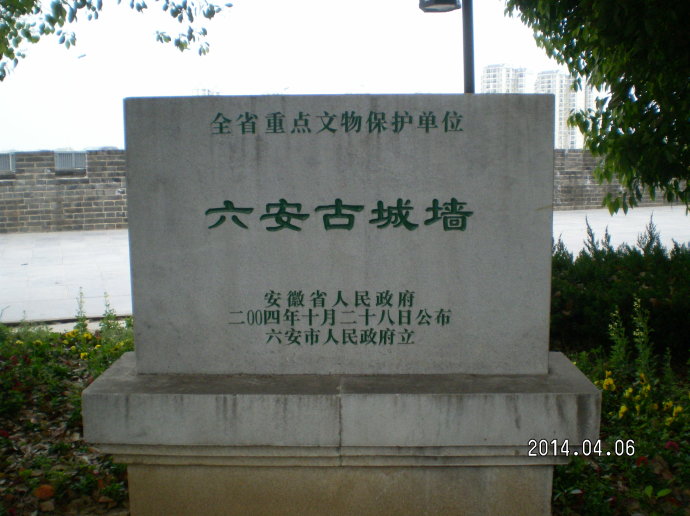 全省重点文物保护单位
六安古城墙
安徽省人民政府
二00四年十月二十八日公布
六安市人民政府立
2014.04.06